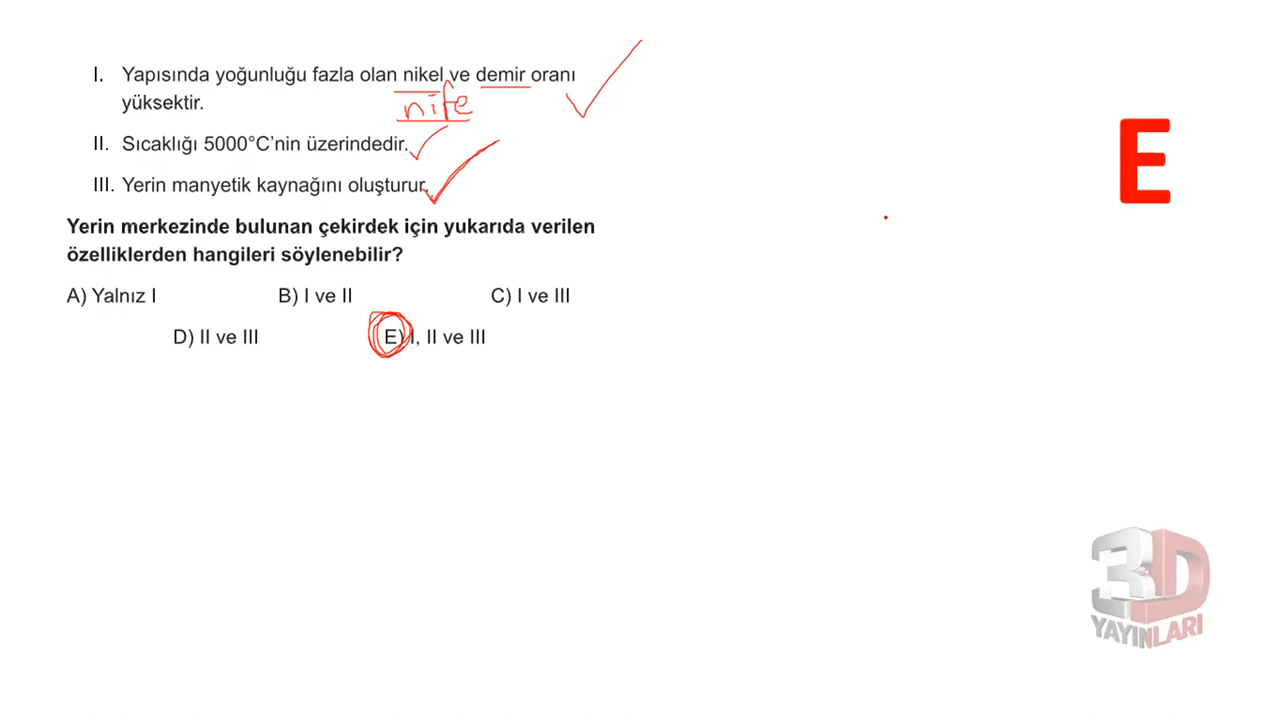 I. Yapısında yoğunluğu fazla olan nikel ve demir oranı
yüksektir.
nife
II. Sıcaklığı 5000°C’nin üzerindedir.
III. Yerin manyetik kaynağını oluşturur.
Yerin merkezinde bulunan çekirdek için yukarıda verilen
özelliklerden hangileri söylenebilir?
A) Yalnız I B) I ve II C) I ve III
D) II ve III E) I, II ve III
E
3D
YAYINLARI